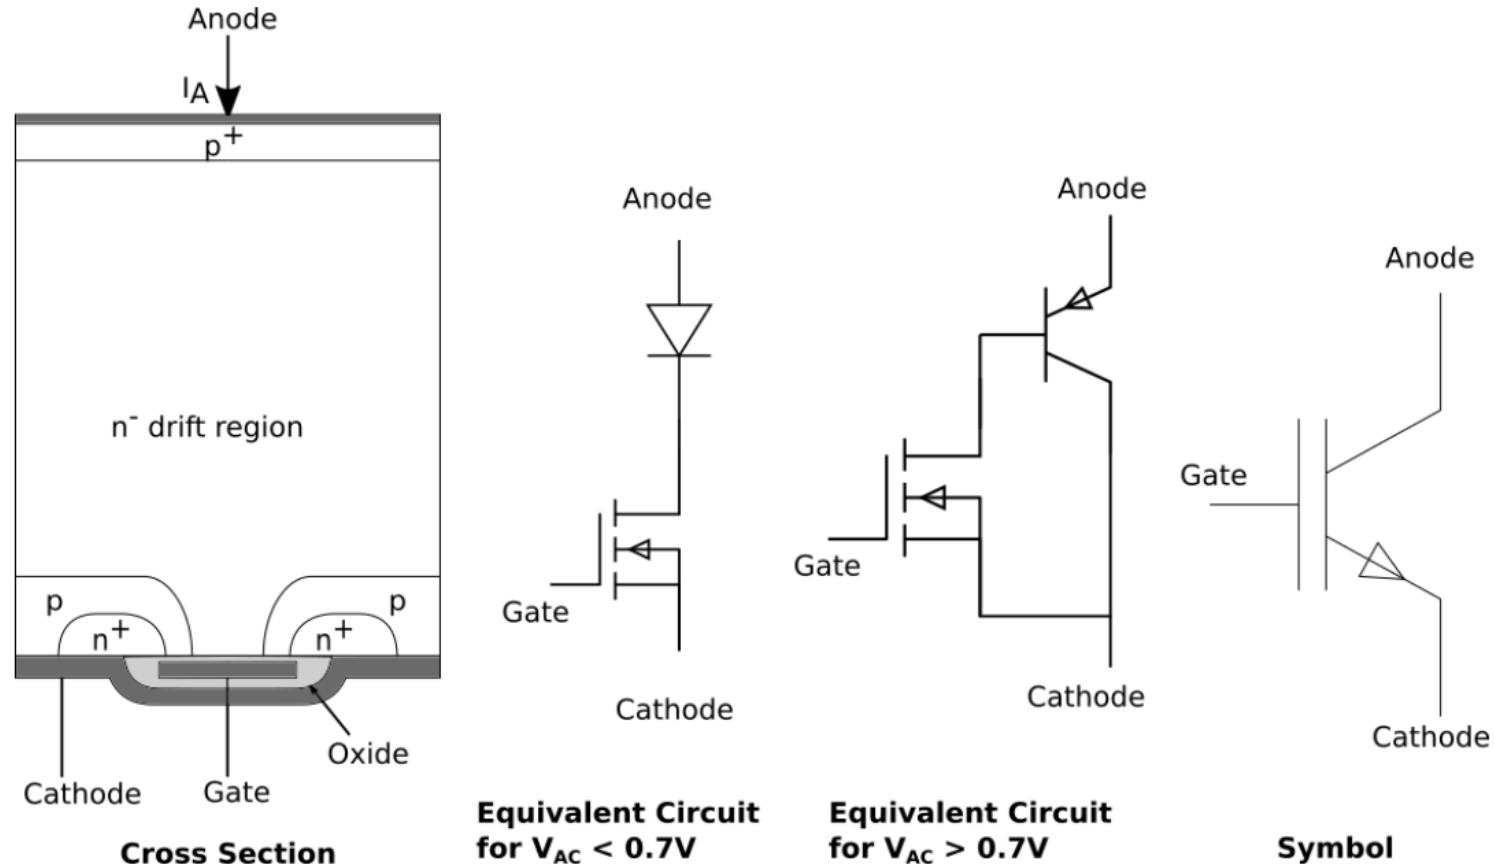 Anode
I_A
p⁺
n⁻ drift region
p
p
n⁺
n⁺
Oxide
Cathode
Gate
Cross Section
Anode
Gate
Cathode
Equivalent Circuit
for V_AC < 0.7V
Anode
Gate
Cathode
Equivalent Circuit
for V_AC > 0.7V
Anode
Gate
Cathode
Symbol